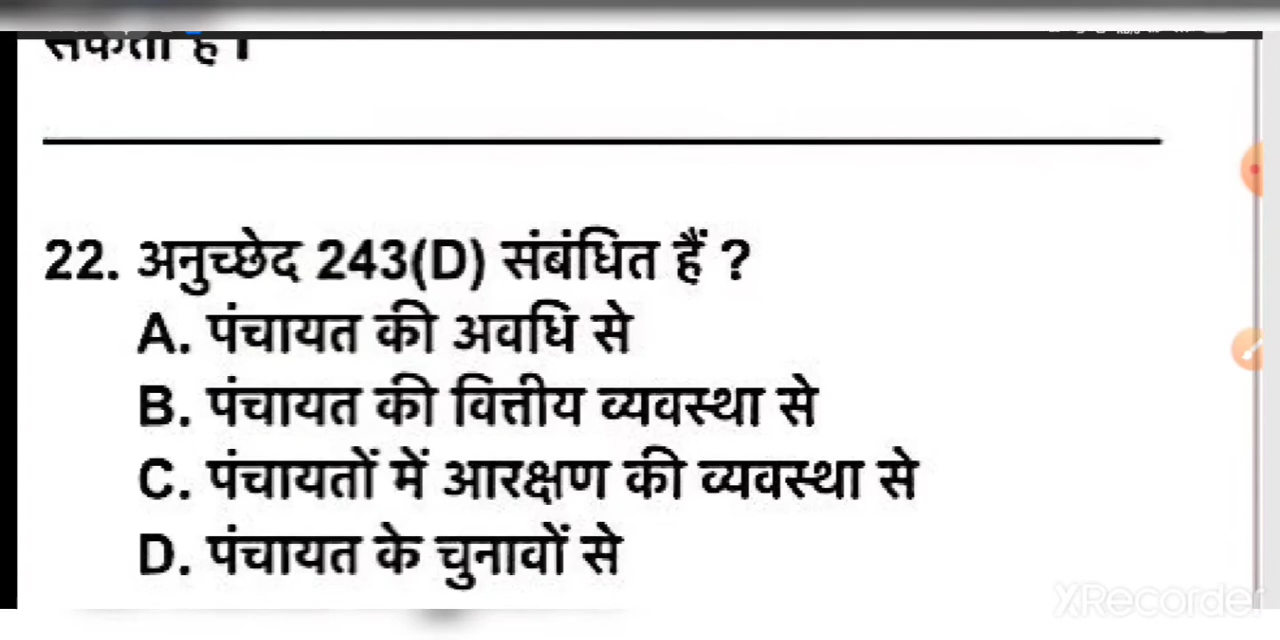 22. अनुच्छेद 243(D) संबंधित हैं ?
A. पंचायत की अवधि से
B. पंचायत की वित्तीय व्यवस्था से
C. पंचायतों में आरक्षण की व्यवस्था से
D. पंचायत के चुनावों से
XRecorder